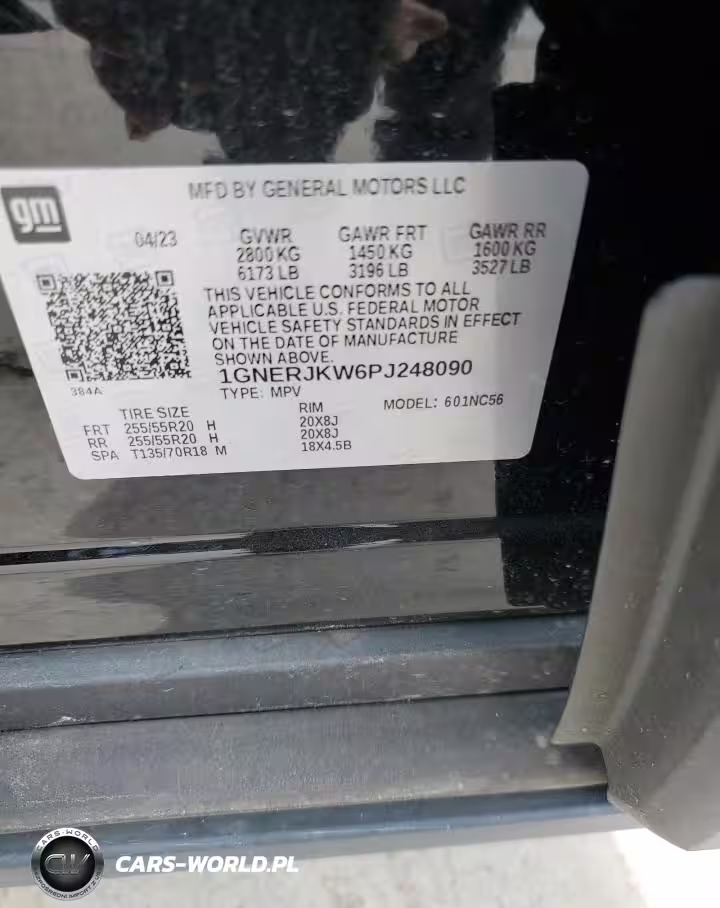 MFD BY GENERAL MOTORS LLC
gm
04/23 GVWR GAWR FRT GAWR RR
2800 KG 1450 KG 1600 KG
6173 LB 3196 LB 3527 LB
THIS VEHICLE CONFORMS TO ALL
APPLICABLE U.S. FEDERAL MOTOR
VEHICLE SAFETY STANDARDS IN EFFECT
ON THE DATE OF MANUFACTURE
SHOWN ABOVE.
384A
1GNERJKW6PJ248090
TYPE: MPV
MODEL: 601NC56
TIRE SIZE RIM
FRT 255/55R20 H 20X8J
RR 255/55R20 H 20X8J
SPA T135/70R18 M 18X4.5B
CARS-WORLD
CW
CARS-WORLD.PL